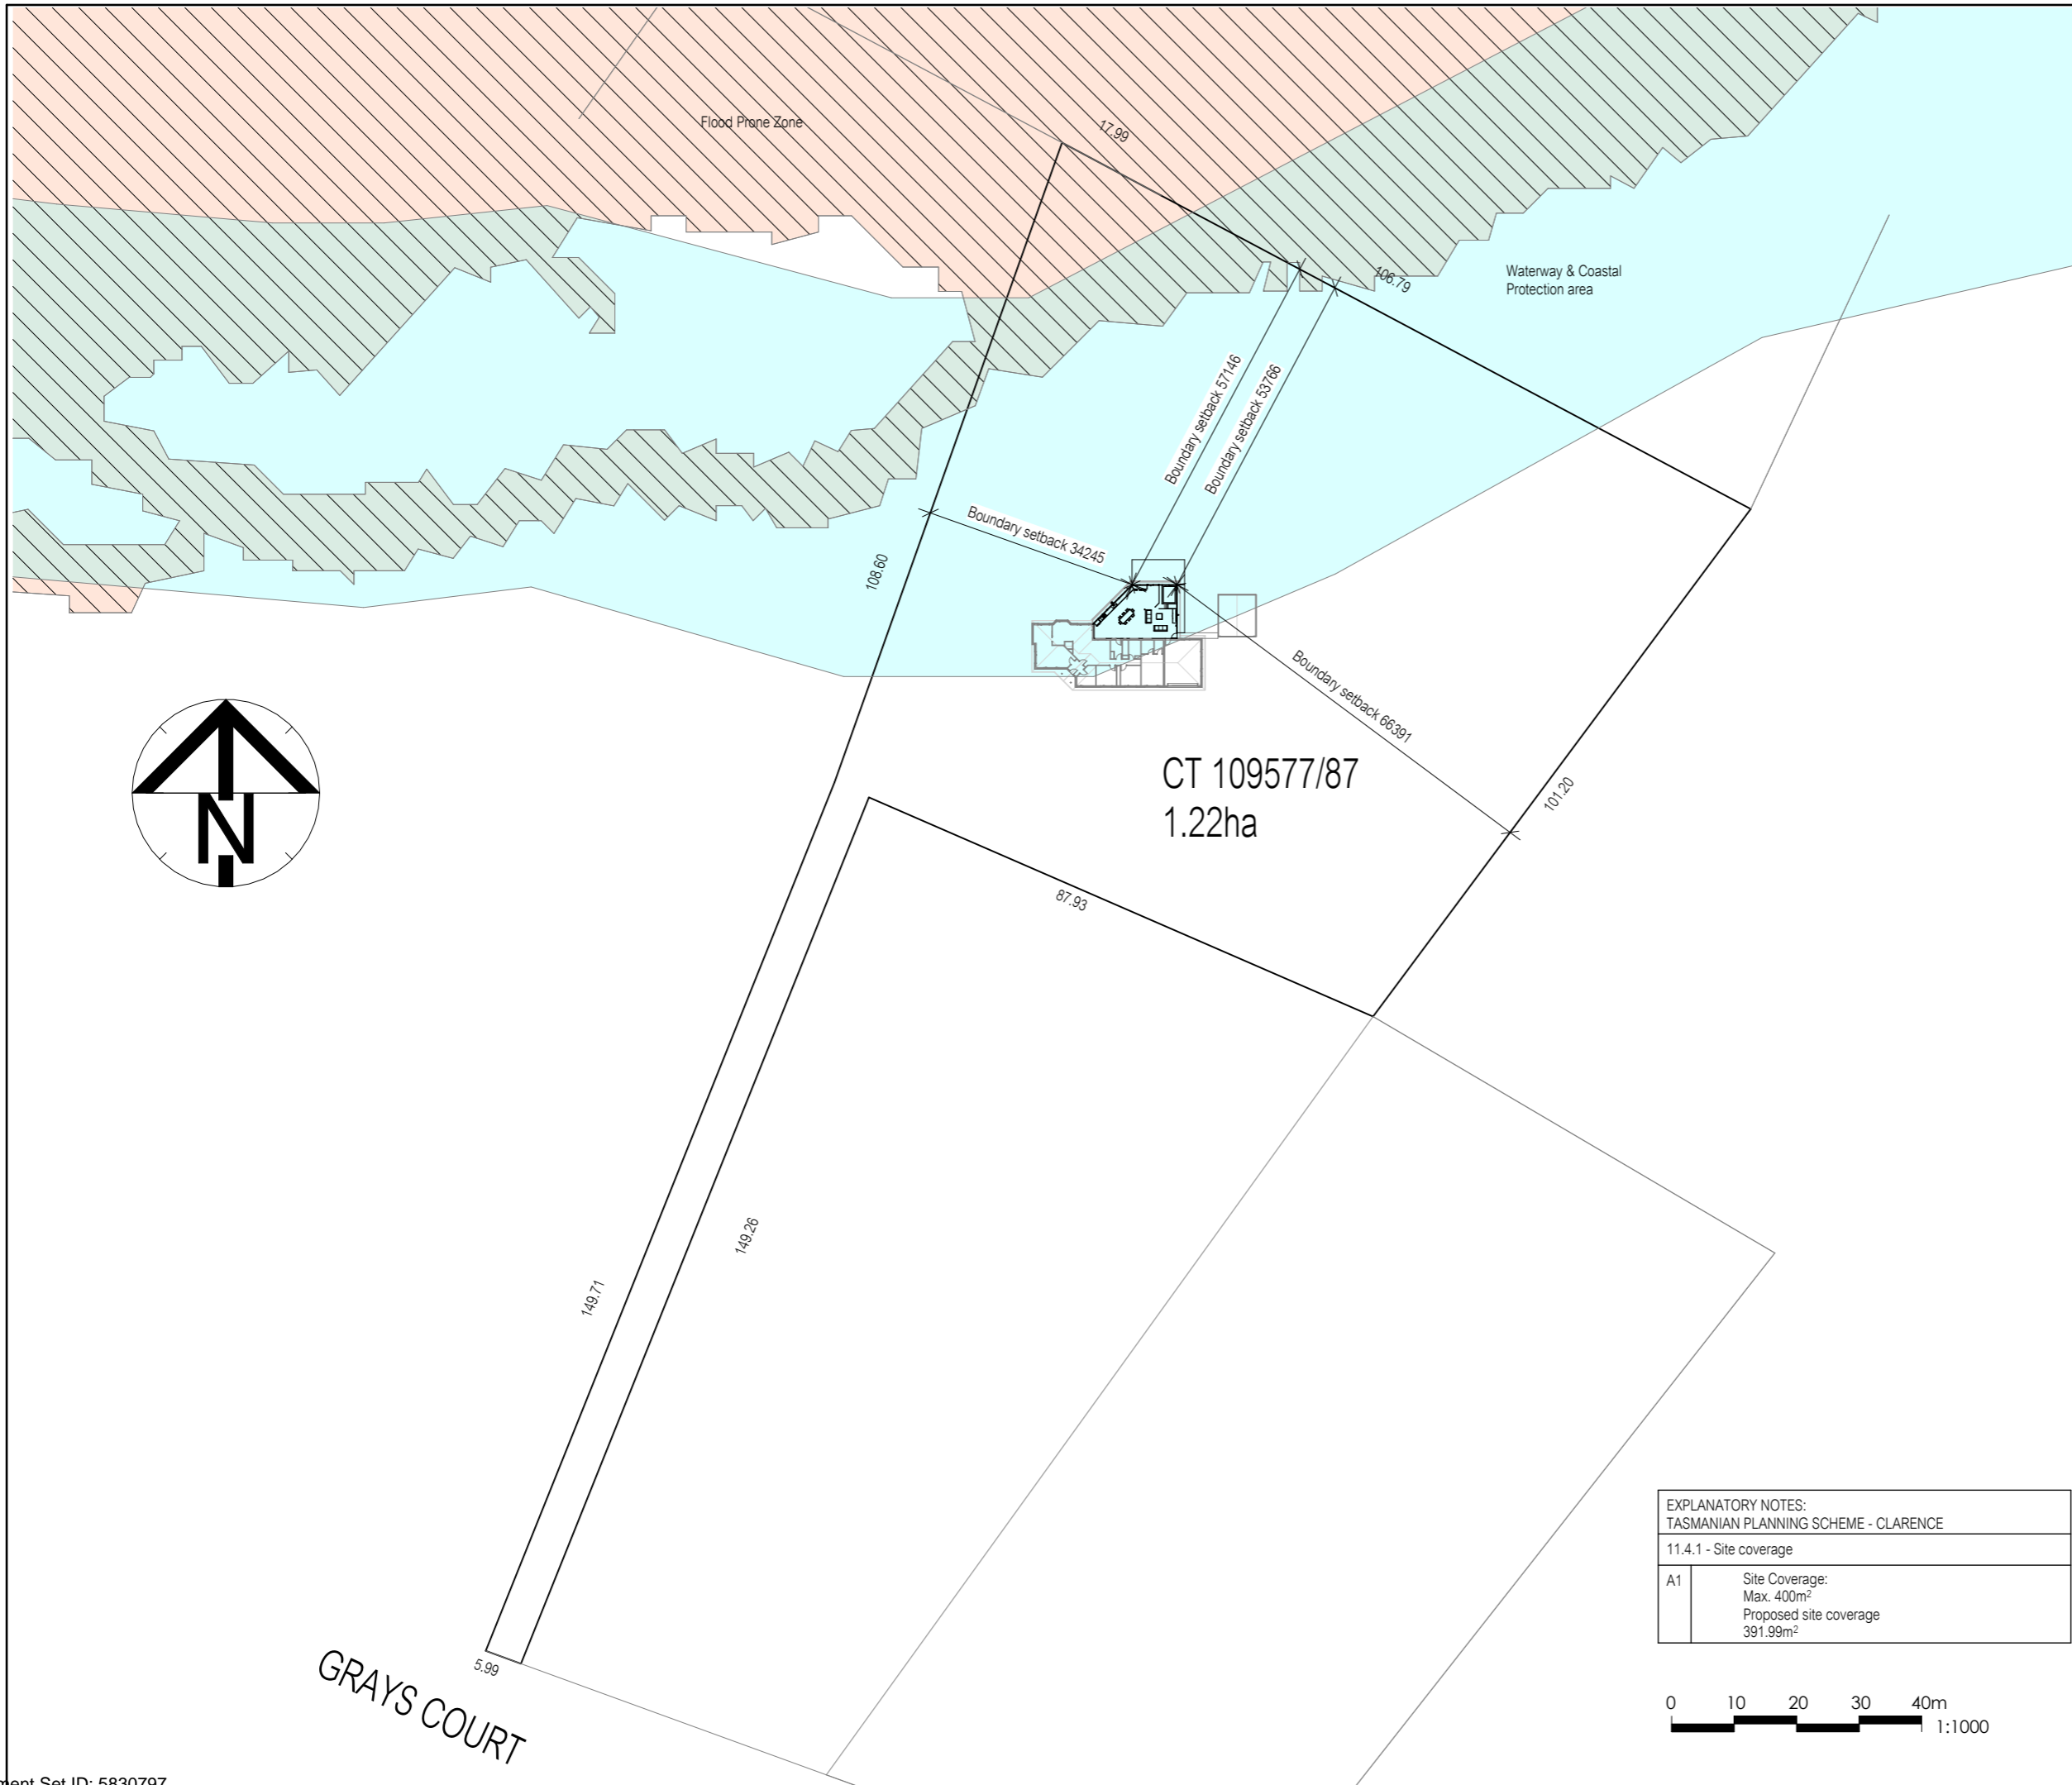 Flood Prone Zone
17.99
106.79
Waterway & Coastal
Protection area
Boundary setback 57146
Boundary setback 53766
Boundary setback 34245
108.60
Boundary setback 66391
N
CT 109577/87
1.22ha
101.20
87.93
149.26
149.71
5.99
GRAYS COURT
EXPLANATORY NOTES:
TASMANIAN PLANNING SCHEME - CLARENCE
11.4.1 - Site coverage
A1
Site Coverage:
Max. 400m²
Proposed site coverage
391.99m²
0 10 20 30 40m
1:1000
Set ID: 5830797